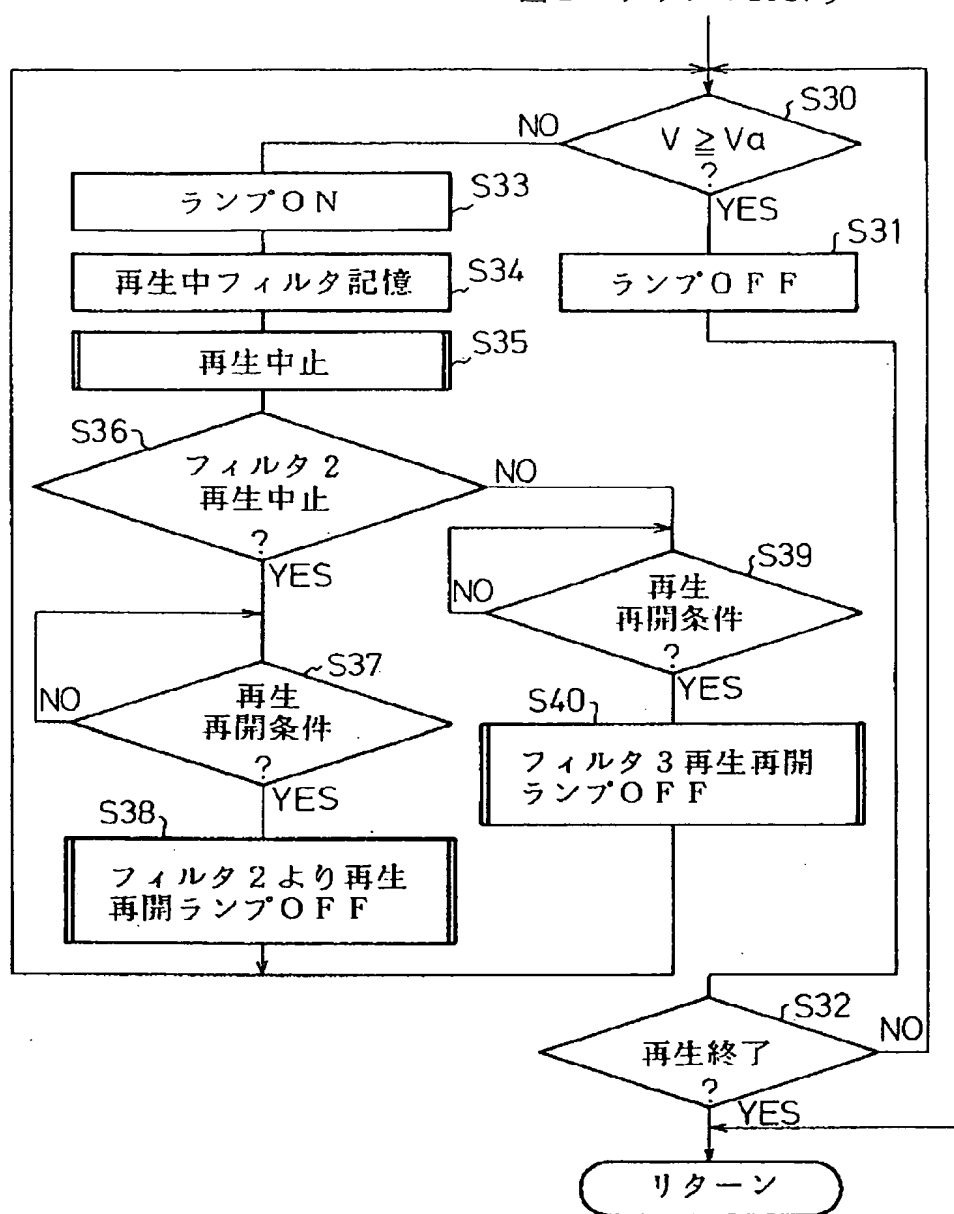 S30
V ≧ Va
?
NO
YES
S33
ランプON
S31
ランプOFF
S34
再生中フィルタ記憶
S35
再生中止
S36
フィルタ2
再生中止
?
NO
YES
S39
再生
再開条件
?
NO
YES
S37
再生
再開条件
?
NO
YES
S40
フィルタ3再生再開
ランプOFF
S38
フィルタ2より再生
再開ランプOFF
S32
再生終了
?
NO
YES
リターン